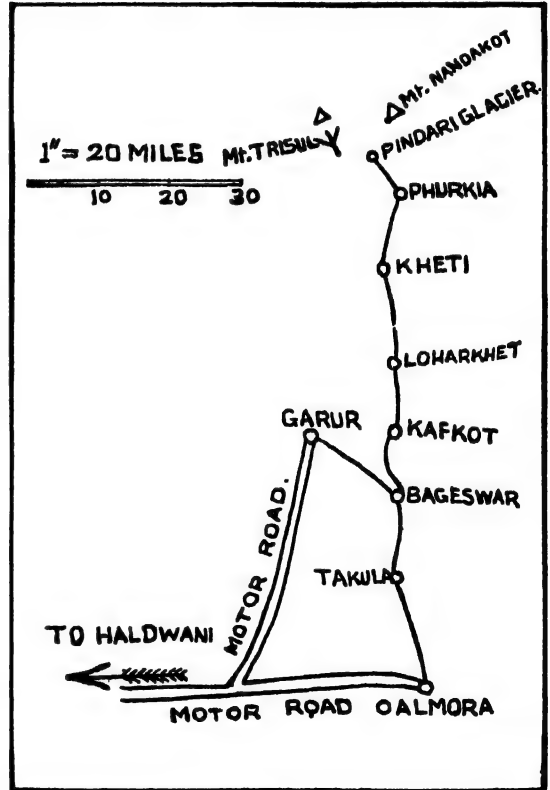 Mt. NANDAKOT
1" = 20 MILES
Mt. TRISUL
PINDARI GLACIER.
10 20 30
PHURKIA
KHETI
LOHARKHET
GARUR
KAFKOT
BAGESWAR
MOTOR ROAD.
TAKULA
TO HALDWANI
MOTOR ROAD
ALMORA